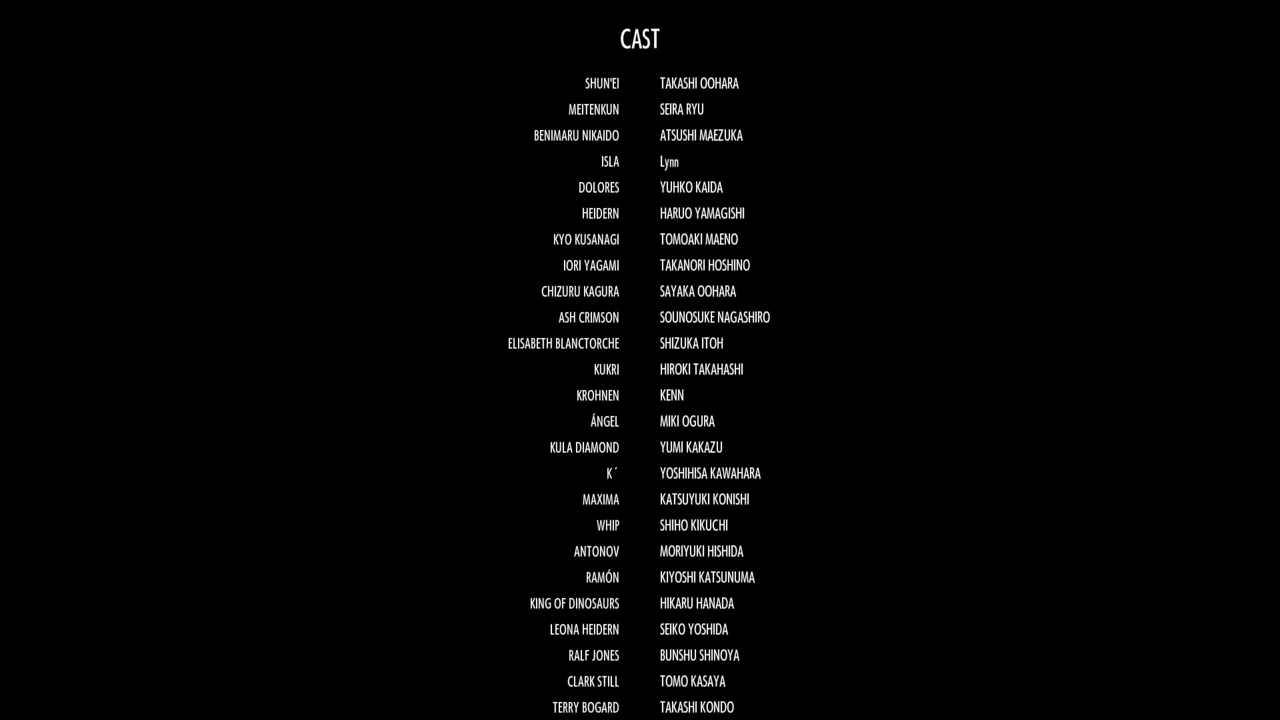 CAST
SHUN'EI TAKASHI OOHARA
MEITENKUN SEIRA RYU
BENIMARU NIKAIDO ATSUSHI MAEZUKA
ISLA Lynn
DOLORES YUHKO KAIDA
HEIDERN HARUO YAMAGISHI
KYO KUSANAGI TOMOAKI MAENO
IORI YAGAMI TAKANORI HOSHINO
CHIZURU KAGURA SAYAKA OOHARA
ASH CRIMSON SOUNOSUKE NAGASHIRO
ELISABETH BLANCTORCHE SHIZUKA ITOH
KUKRI HIROKI TAKAHASHI
KROHNEN KENN
ÁNGEL MIKI OGURA
KULA DIAMOND YUMI KAKAZU
K´ YOSHIHISA KAWAHARA
MAXIMA KATSUYUKI KONISHI
WHIP SHIHO KIKUCHI
ANTONOV MORIYUKI HISHIDA
RAMÓN KIYOSHI KATSUNUMA
KING OF DINOSAURS HIKARU HANADA
LEONA HEIDERN SEIKO YOSHIDA
RALF JONES BUNSHU SHINOYA
CLARK STILL TOMO KASAYA
TERRY BOGARD TAKASHI KONDO